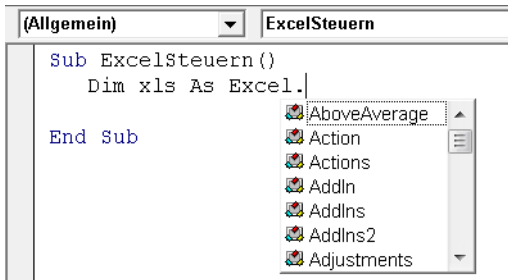 (Allgemein) ExcelSteuern
Sub ExcelSteuern()
Dim xls As Excel.
AboveAverage
Action
End Sub
Actions
AddIn
AddIns
AddIns2
Adjustments